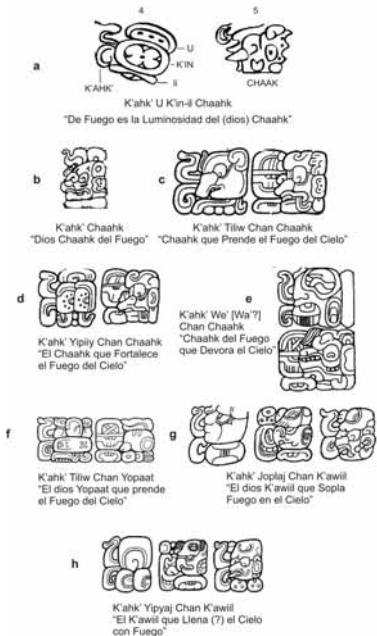 4 5
a
U
K'IN
K'AHK'
li
CHAAK
K'ahk' U K'in-il Chaahk
"De Fuego es la Luminosidad del (dios) Chaahk"
b
K'ahk' Chaahk
"Dios Chaahk del Fuego"
c
K'ahk' Tiliw Chan Chaahk
"Chaahk que Prende el Fuego del Cielo"
d
K'ahk' Yipiiy Chan Chaahk
"El Chaahk que Fortalece
el Fuego del Cielo"
e
K'ahk' We' [Wa'?]
Chan Chaahk
"Chaahk del Fuego
que Devora el Cielo"
f
K'ahk' Tiliw Chan Yopaat
"El dios Yopaat que prende
el Fuego del Cielo"
g
K'ahk' Joplaj Chan K'awiil
"El dios K'awiil que Sopla
Fuego en el Cielo"
h
K'ahk' Yipyaj Chan K'awiil
"El K'awiil que Llena (?) el Cielo
con Fuego"